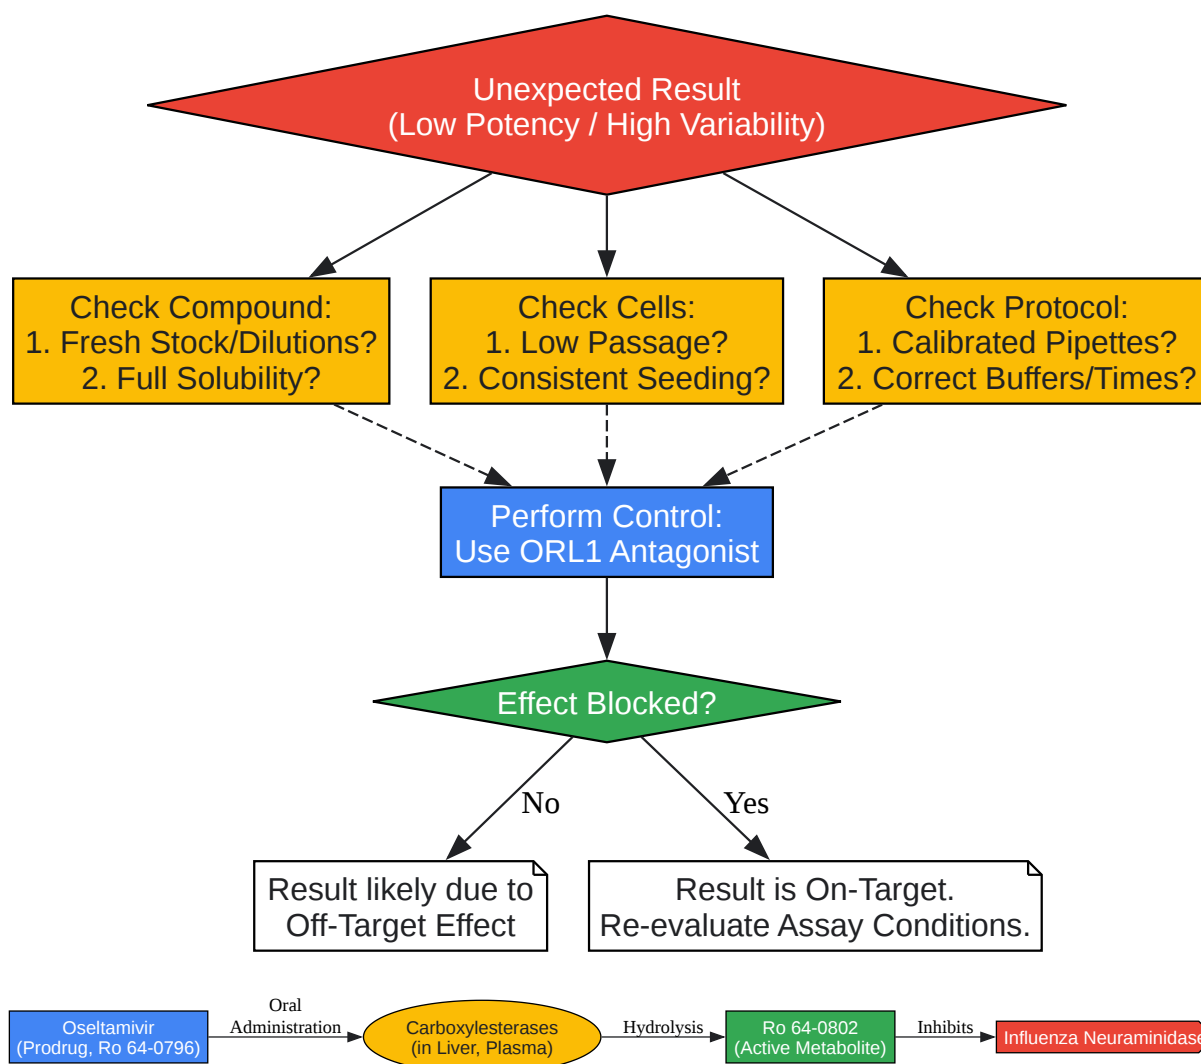 Unexpected Result
(Low Potency / High Variability)
Check Compound:
1. Fresh Stock/Dilutions?
2. Full Solubility?
Check Cells:
1. Low Passage?
2. Consistent Seeding?
Check Protocol:
1. Calibrated Pipettes?
2. Correct Buffers/Times?
Perform Control:
Use ORL1 Antagonist
Effect Blocked?
No
Yes
Result likely due to
Off-Target Effect
Result is On-Target.
Re-evaluate Assay Conditions.
Oseltamivir
(Prodrug, Ro 64-0796)
Oral
Administration
Carboxylesterases
(in Liver, Plasma)
Hydrolysis
Ro 64-0802
(Active Metabolite)
Inhibits
Influenza Neuraminidase